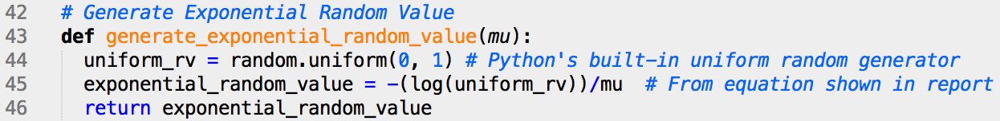 42 # Generate Exponential Random Value
43 def generate_exponential_random_value(mu):
44 uniform_rv = random.uniform(0, 1) # Python's built-in uniform random generator
45 exponential_random_value = -(log(uniform_rv))/mu # From equation shown in report
46 return exponential_random_value